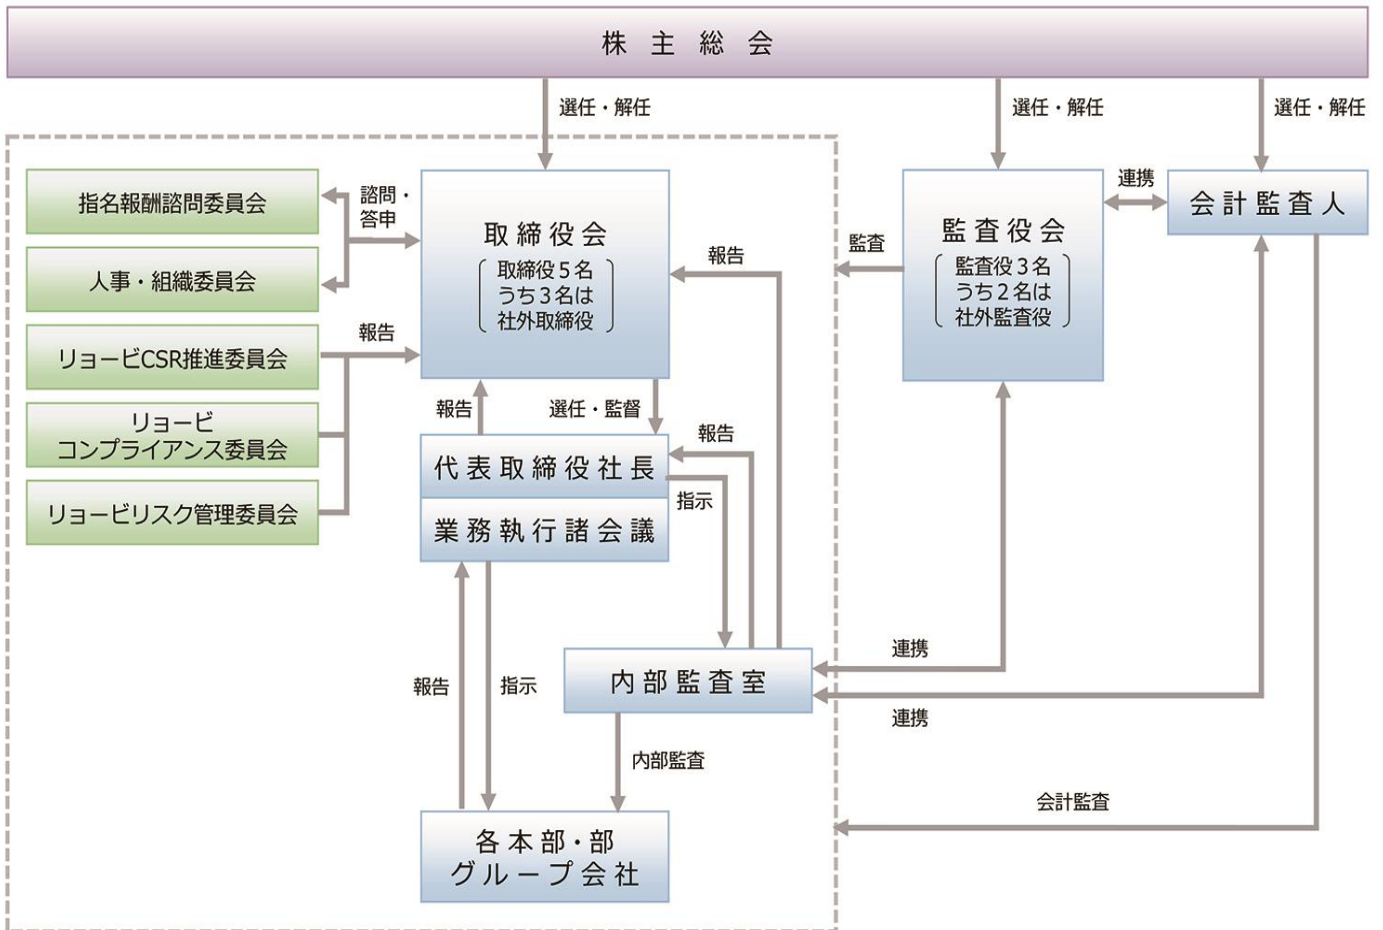 株主総会
選任・解任
選任・解任
選任・解任
指名報酬諮問委員会
人事・組織委員会
リョービCSR推進委員会
リョービ
コンプライアンス委員会
リョービリスク管理委員会
諮問・
答申
報告
取締役会
取締役5名
うち3名は
社外取締役
報告
選任・監督
代表取締役社長
業務執行諸会議
報告
報告
指示
監査
監査役会
監査役3名
うち2名は
社外監査役
連携
会計監査人
内部監査室
連携
連携
報告
指示
内部監査
会計監査
各本部・部
グループ会社